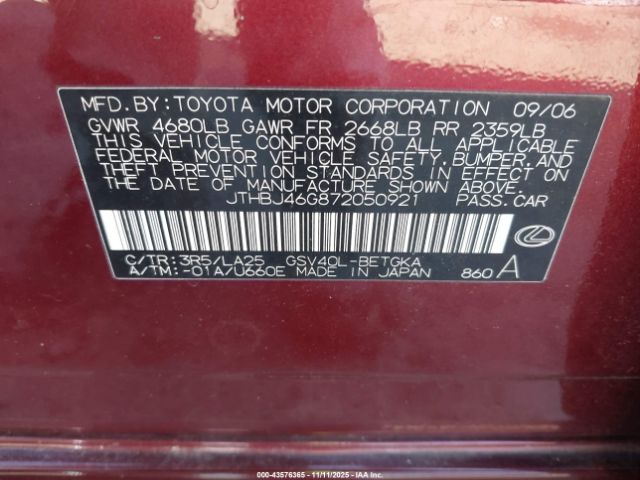 MFD. BY: TOYOTA MOTOR CORPORATION 09/06
GVWR 4680LB GAWR FR 2668LB RR 2359LB
THIS VEHICLE CONFORMS TO ALL APPLICABLE
FEDERAL MOTOR VEHICLE SAFETY, BUMPER, AND
THEFT PREVENTION STANDARDS IN EFFECT ON
THE DATE OF MANUFACTURE SHOWN ABOVE.
JTHBJ46G872050921 PASS. CAR
C/TR: 3R5/LA25 GSV40L-BETGKA
A/TM: -01A/U660E MADE IN JAPAN 860 A
000-43576365 - 11/11/2025 - IAA Inc.